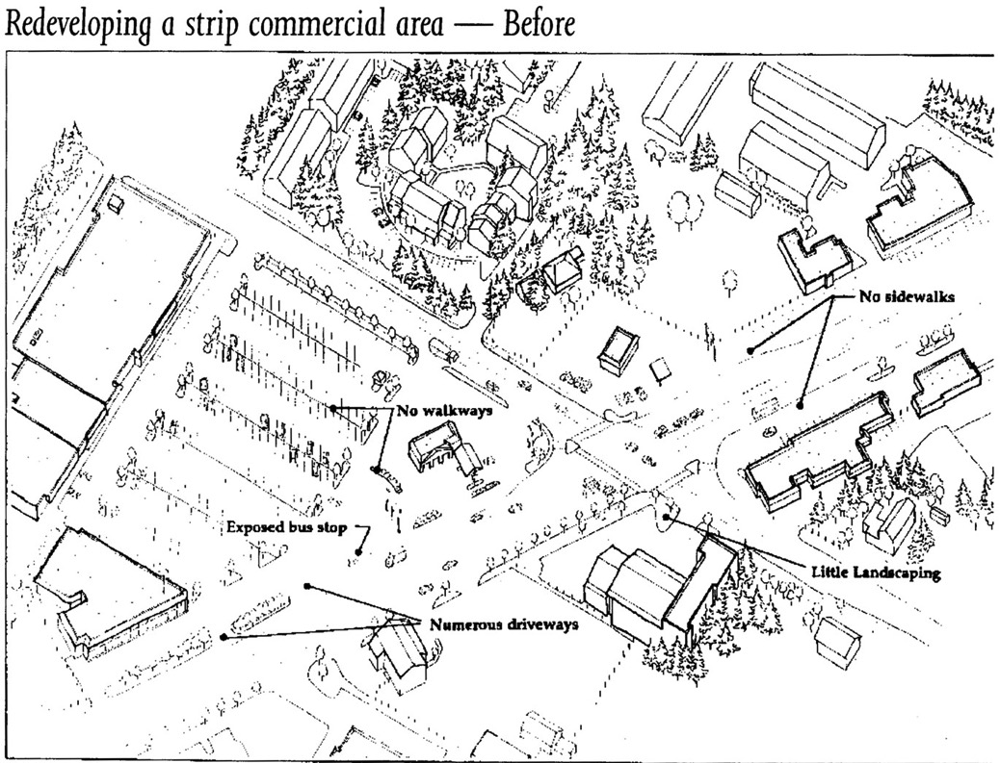 Redeveloping a strip commercial area — Before
No sidewalks
No walkways
Exposed bus stop
Little Landscaping
Numerous driveways